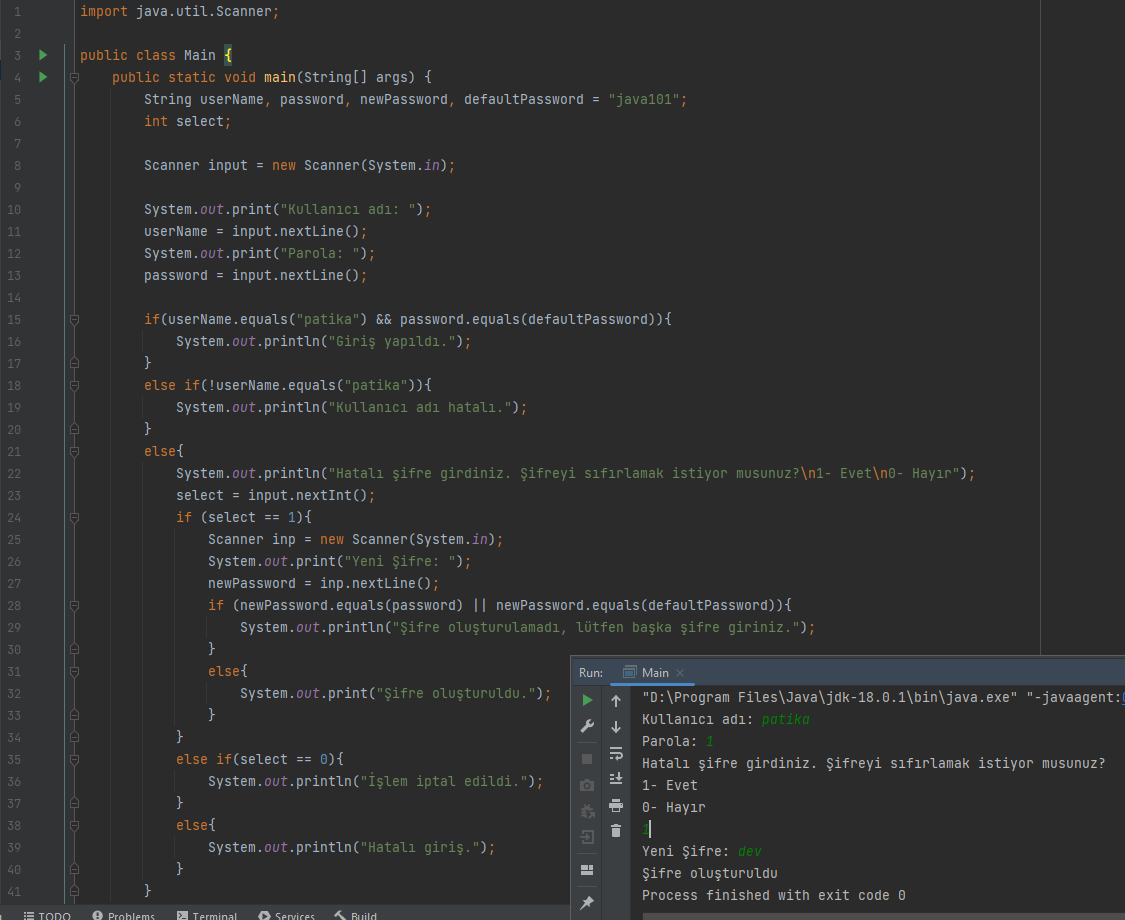 1 import java.util.Scanner;
2
3 public class Main {
4 public static void main(String[] args) {
5 String userName, password, newPassword, defaultPassword = "java101";
6 int select;
7
8 Scanner input = new Scanner(System.in);
9
10 System.out.print("Kullanıcı adı: ");
11 userName = input.nextLine();
12 System.out.print("Parola: ");
13 password = input.nextLine();
14
15 if(userName.equals("patika") && password.equals(defaultPassword)){
16 System.out.println("Giriş yapıldı.");
17 }
18 else if(!userName.equals("patika")){
19 System.out.println("Kullanıcı adı hatalı.");
20 }
21 else{
22 System.out.println("Hatalı şifre girdiniz. Şifreyi sıfırlamak istiyor musunuz?\n1- Evet\n0- Hayır");
23 select = input.nextInt();
24 if (select == 1){
25 Scanner inp = new Scanner(System.in);
26 System.out.print("Yeni Şifre: ");
27 newPassword = inp.nextLine();
28 if (newPassword.equals(password) || newPassword.equals(defaultPassword)){
29 System.out.println("Şifre oluşturulamadı, lütfen başka şifre giriniz.");
30 }
31 else{
32 System.out.print("Şifre oluşturuldu.");
33 }
34 }
35 else if(select == 0){
36 System.out.println("İşlem iptal edildi.");
37 }
38 else{
39 System.out.println("Hatalı giriş.");
40 }
41 }
Run: Main
"D:\Program Files\Java\jdk-18.0.1\bin\java.exe" "-javaagent:
Kullanıcı adı: patika
Parola: 1
Hatalı şifre girdiniz. Şifreyi sıfırlamak istiyor musunuz?
1- Evet
0- Hayır
1
Yeni Şifre: dev
Şifre oluşturuldu
Process finished with exit code 0
TODO Problems Terminal Services Build